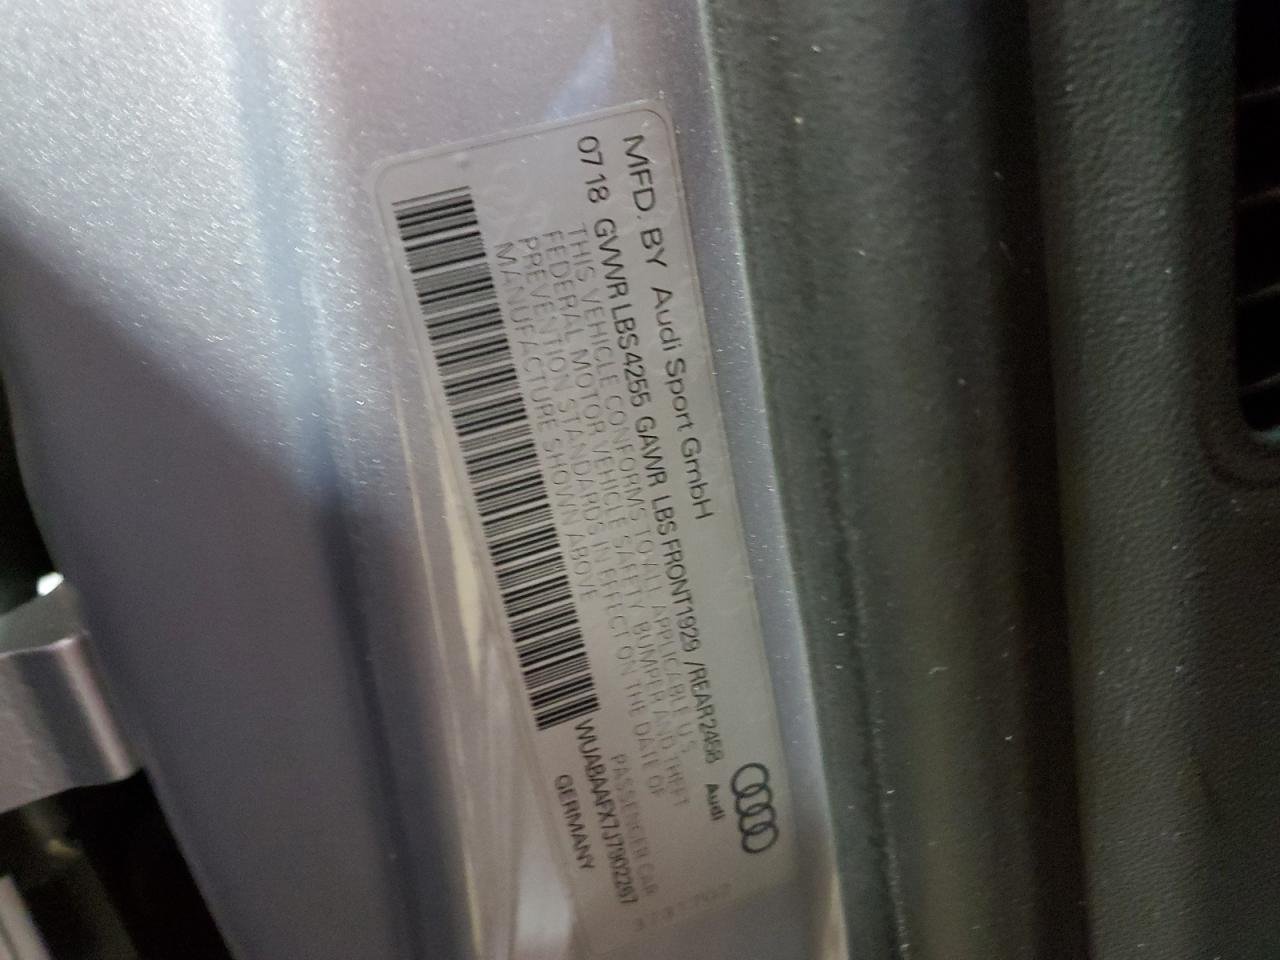 MFD. BY Audi Sport GmbH
07 18 GVWR LBS4255 GAWR LBS FRONT1929 /REAR2458 Audi
THIS VEHICLE CONFORMS TO ALL APPLICABLE U.S.
FEDERAL MOTOR VEHICLE SAFETY BUMPER AND THEFT
PREVENTION STANDARDS IN EFFECT ON THE DATE OF
MANUFACTURE SHOWN ABOVE
PASSENGER CAR
WUABAAFX7J7902267
GERMANY